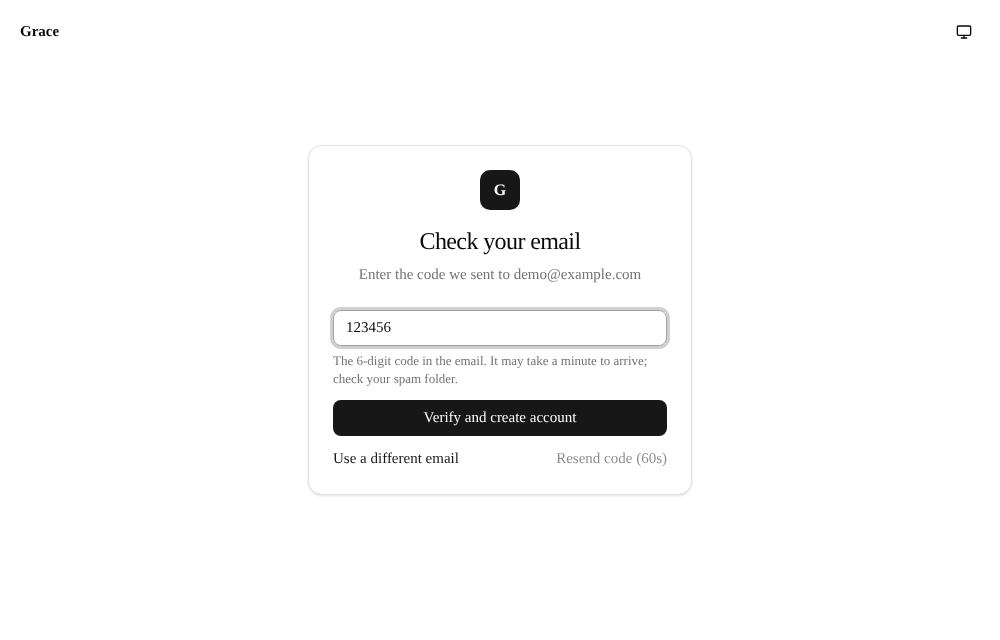 Grace
G
Check your email
Enter the code we sent to demo@example.com
123456
The 6-digit code in the email. It may take a minute to arrive;
check your spam folder.
Verify and create account
Use a different email
Resend code (60s)